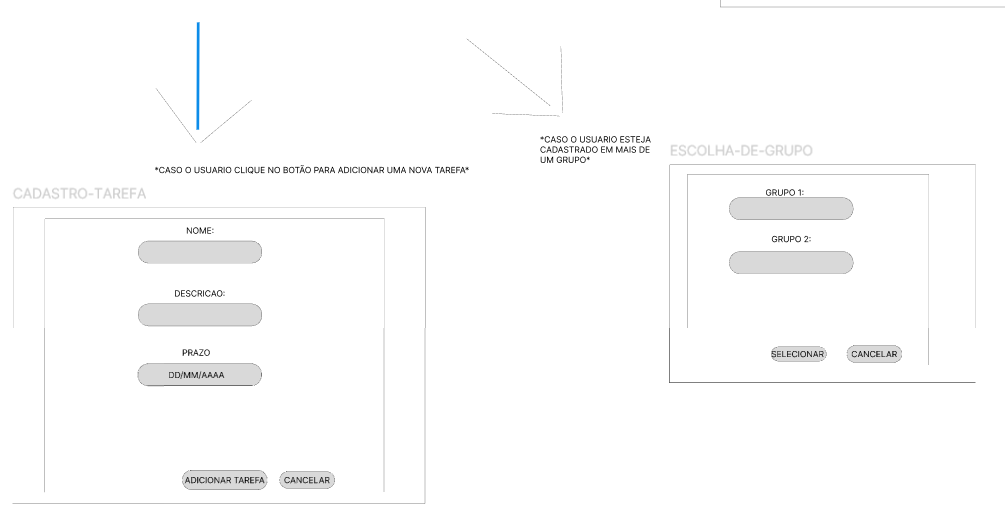 *CASO O USUARIO ESTEJA
CADASTRADO EM MAIS DE
UM GRUPO*
*CASO O USUARIO CLIQUE NO BOTÃO PARA ADICIONAR UMA NOVA TAREFA*
CADASTRO-TAREFA
NOME:
DESCRICAO:
PRAZO
DD/MM/AAAA
ADICIONAR TAREFA
CANCELAR
ESCOLHA-DE-GRUPO
GRUPO 1:
GRUPO 2:
SELECIONAR
CANCELAR